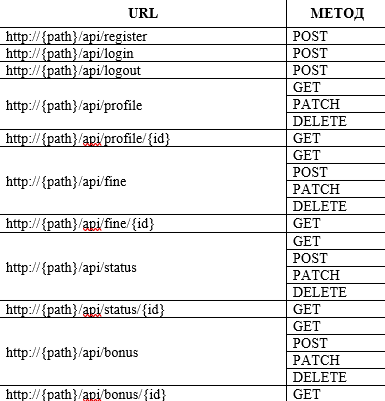 URL МЕТОД
http://{path}/api/register POST
http://{path}/api/login POST
http://{path}/api/logout POST
http://{path}/api/profile GET
PATCH
DELETE
http://{path}/api/profile/{id} GET
http://{path}/api/fine GET
POST
PATCH
DELETE
http://{path}/api/fine/{id} GET
http://{path}/api/status GET
POST
PATCH
DELETE
http://{path}/api/status/{id} GET
http://{path}/api/bonus GET
POST
PATCH
DELETE
http://{path}/api/bonus/{id} GET